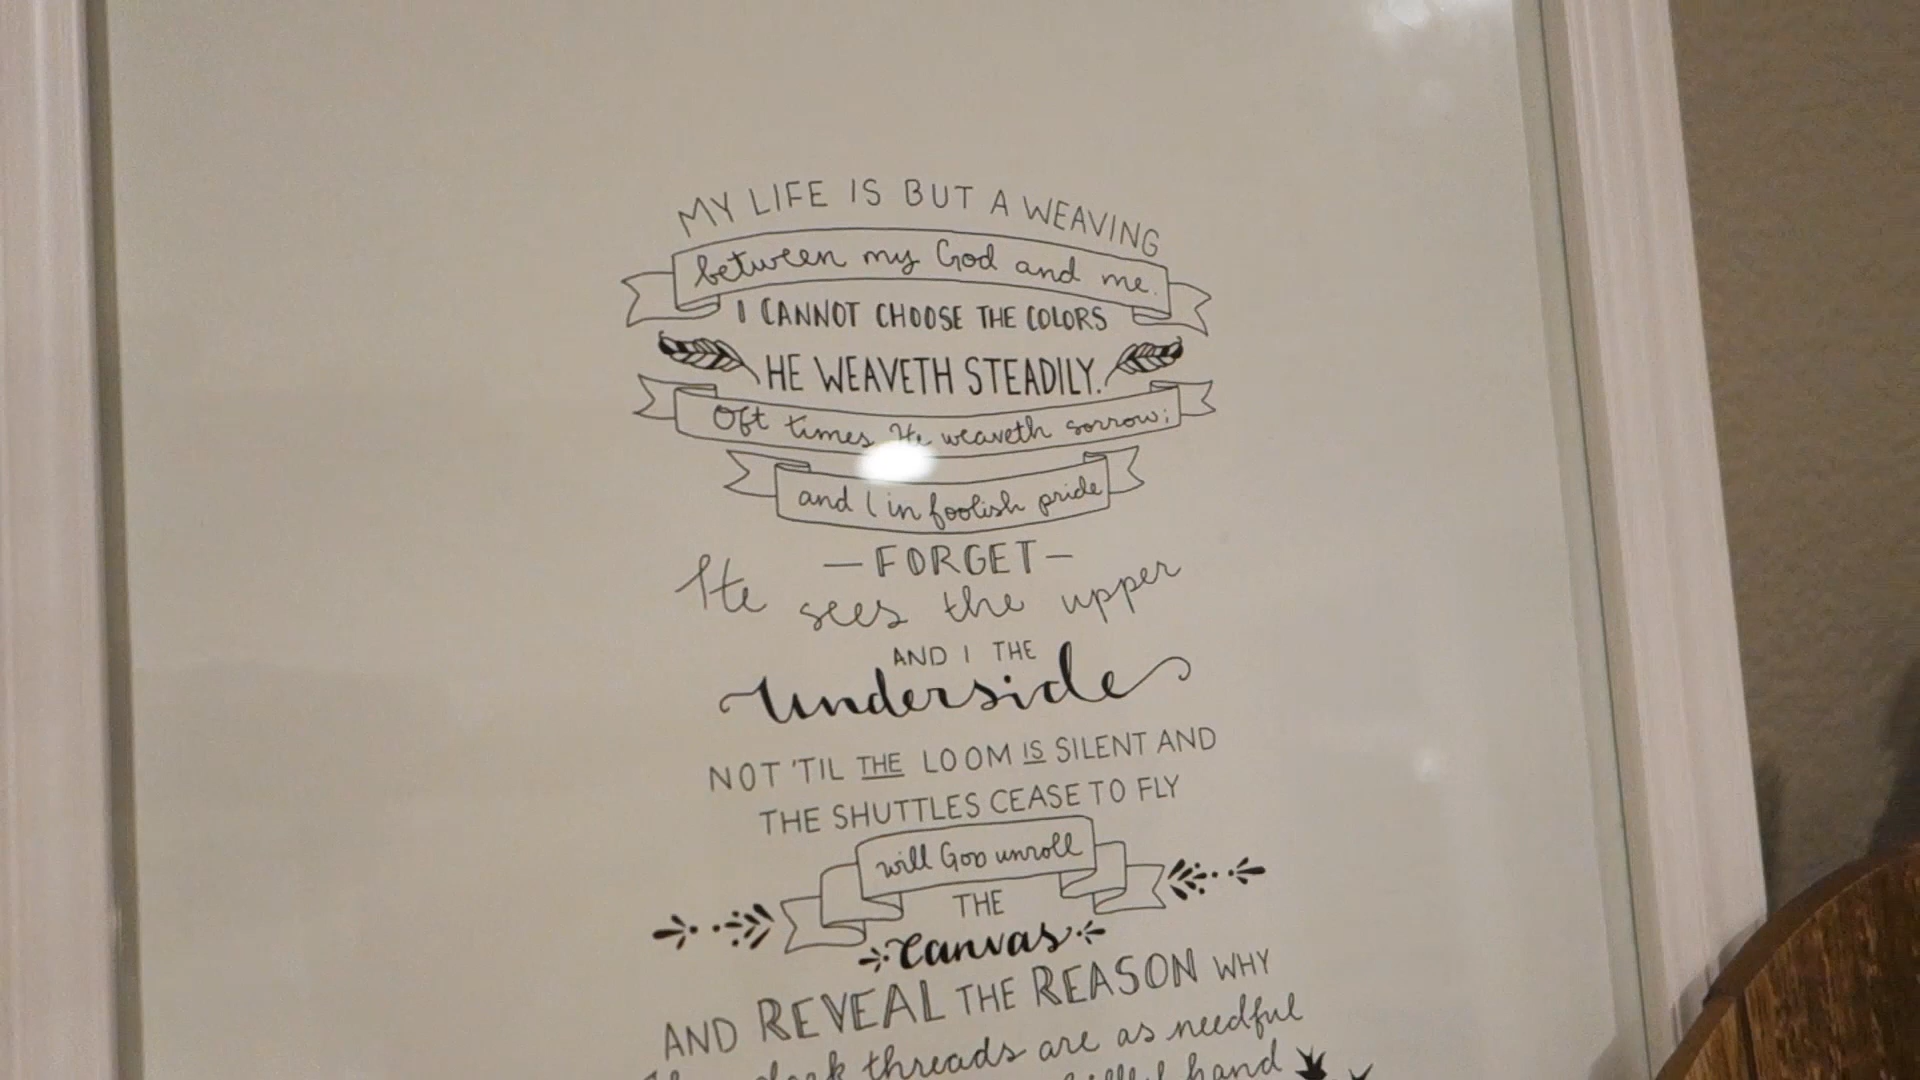 MY LIFE IS BUT A WEAVING
between my God and me.
I CANNOT CHOOSE THE COLORS
HE WEAVETH STEADILY.
Oft times He weaveth sorrow;
and I in foolish pride
—FORGET—
He sees the upper
AND I THE
Underside
NOT 'TIL THE LOOM IS SILENT AND
THE SHUTTLES CEASE TO FLY
will GOD unroll
THE
Canvas
AND REVEAL THE REASON WHY
dark threads are as needful
hand